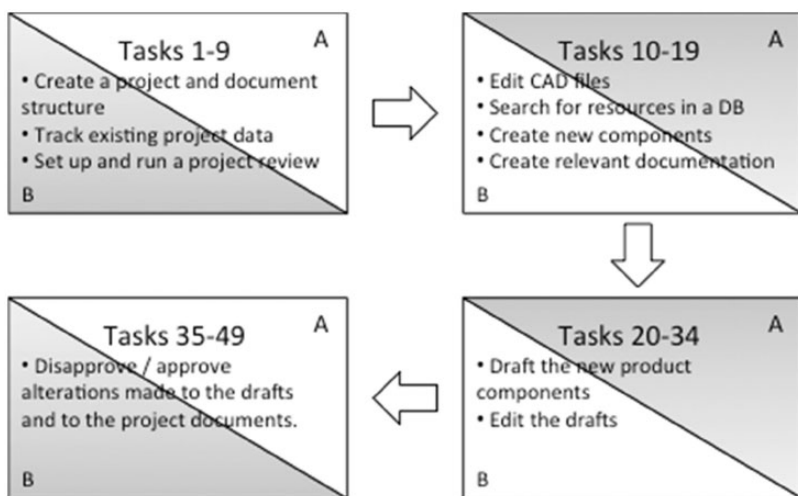 Tasks 1-9
A
• Create a project and document
structure
• Track existing project data
• Set up and run a project review
B
Tasks 10-19
A
• Edit CAD files
• Search for resources in a DB
• Create new components
• Create relevant documentation
B
Tasks 20-34
A
• Draft the new product
components
• Edit the drafts
B
Tasks 35-49
A
• Disapprove / approve
alterations made to the drafts
and to the project documents.
B